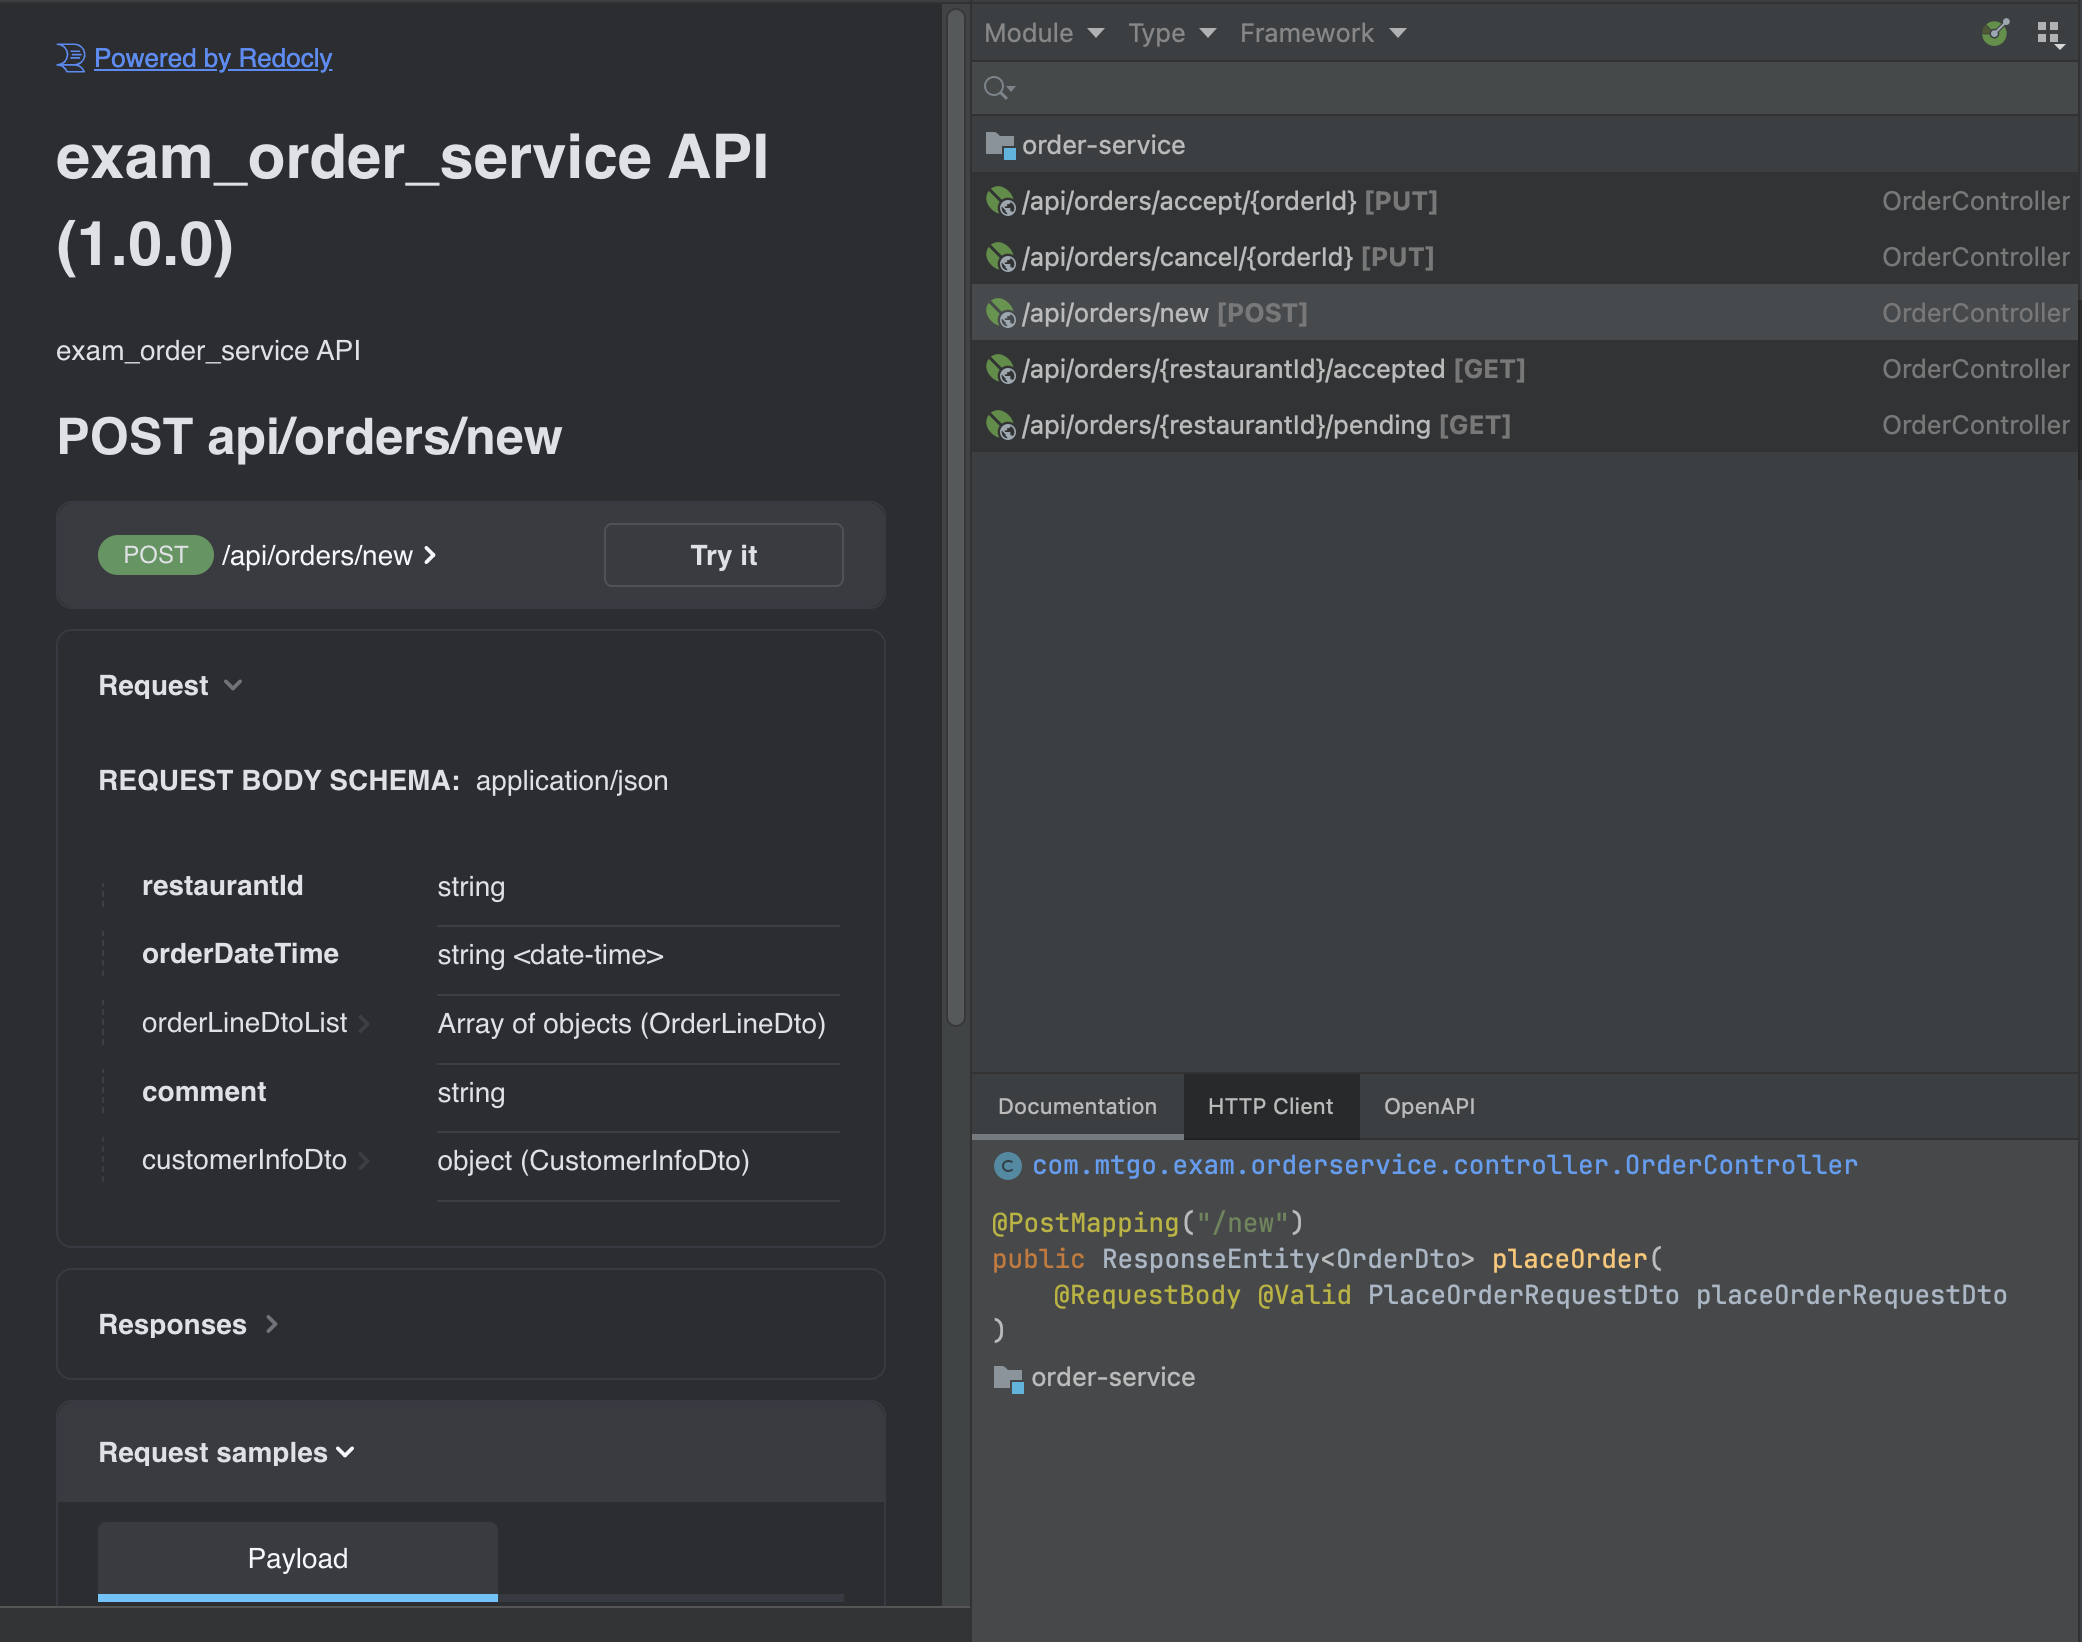 Powered by Redocly
exam_order_service API
(1.0.0)
exam_order_service API
POST api/orders/new
POST /api/orders/new
Try it
Request
REQUEST BODY SCHEMA: application/json
restaurantId string
orderDateTime string <date-time>
orderLineDtoList Array of objects (OrderLineDto)
comment string
customerInfoDto object (CustomerInfoDto)
Responses
Request samples
Payload
Module Type Framework
order-service
/api/orders/accept/{orderId} [PUT] OrderController
/api/orders/cancel/{orderId} [PUT] OrderController
/api/orders/new [POST] OrderController
/api/orders/{restaurantId}/accepted [GET] OrderController
/api/orders/{restaurantId}/pending [GET] OrderController
Documentation HTTP Client OpenAPI
C com.mtgo.exam.orderservice.controller.OrderController
@PostMapping("/new")
public ResponseEntity<OrderDto> placeOrder(
@RequestBody @Valid PlaceOrderRequestDto placeOrderRequestDto
)
order-service